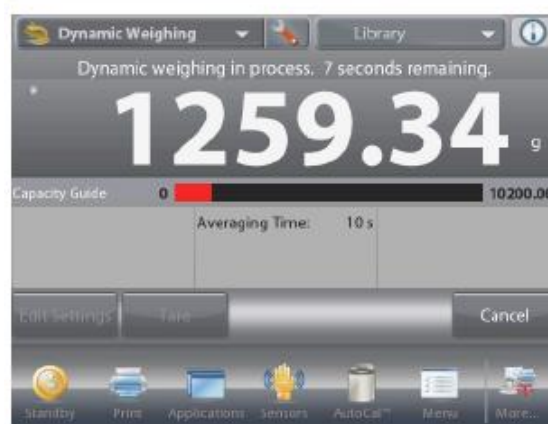 Dynamic Weighing Library
Dynamic weighing in process. 7 seconds remaining.
1259.34 g
Capacity Guide 0 10200.00
Averaging Time: 10 s
Edit Settings Tare Cancel
Standby Print Applications Sensors AutoCal™ Menu More...